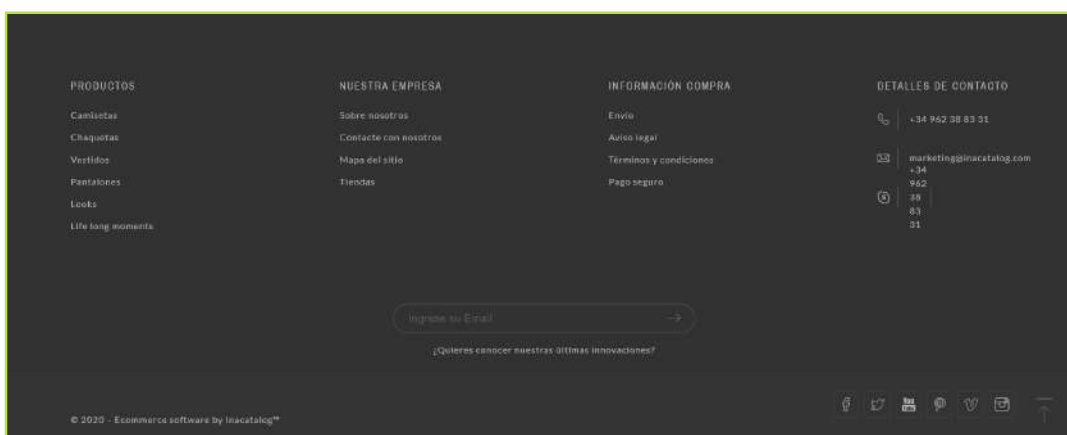 PRODUCTOS
Camisetas
Chaquetas
Vestidos
Pantalones
Looks
Life long moments
NUESTRA EMPRESA
Sobre nosotros
Contacte con nosotros
Mapa del sitio
Tiendas
INFORMACIÓN COMPRA
Envío
Aviso legal
Términos y condiciones
Pago seguro
DETALLES DE CONTACTO
+34 962 38 83 31
marketing@inacatalog.com
+34
962
38
83
31
Ingrese su Email
¿Quieres conocer nuestras últimas innovaciones?
© 2020 - Ecommerce software by Inacatalog™
You
Tube